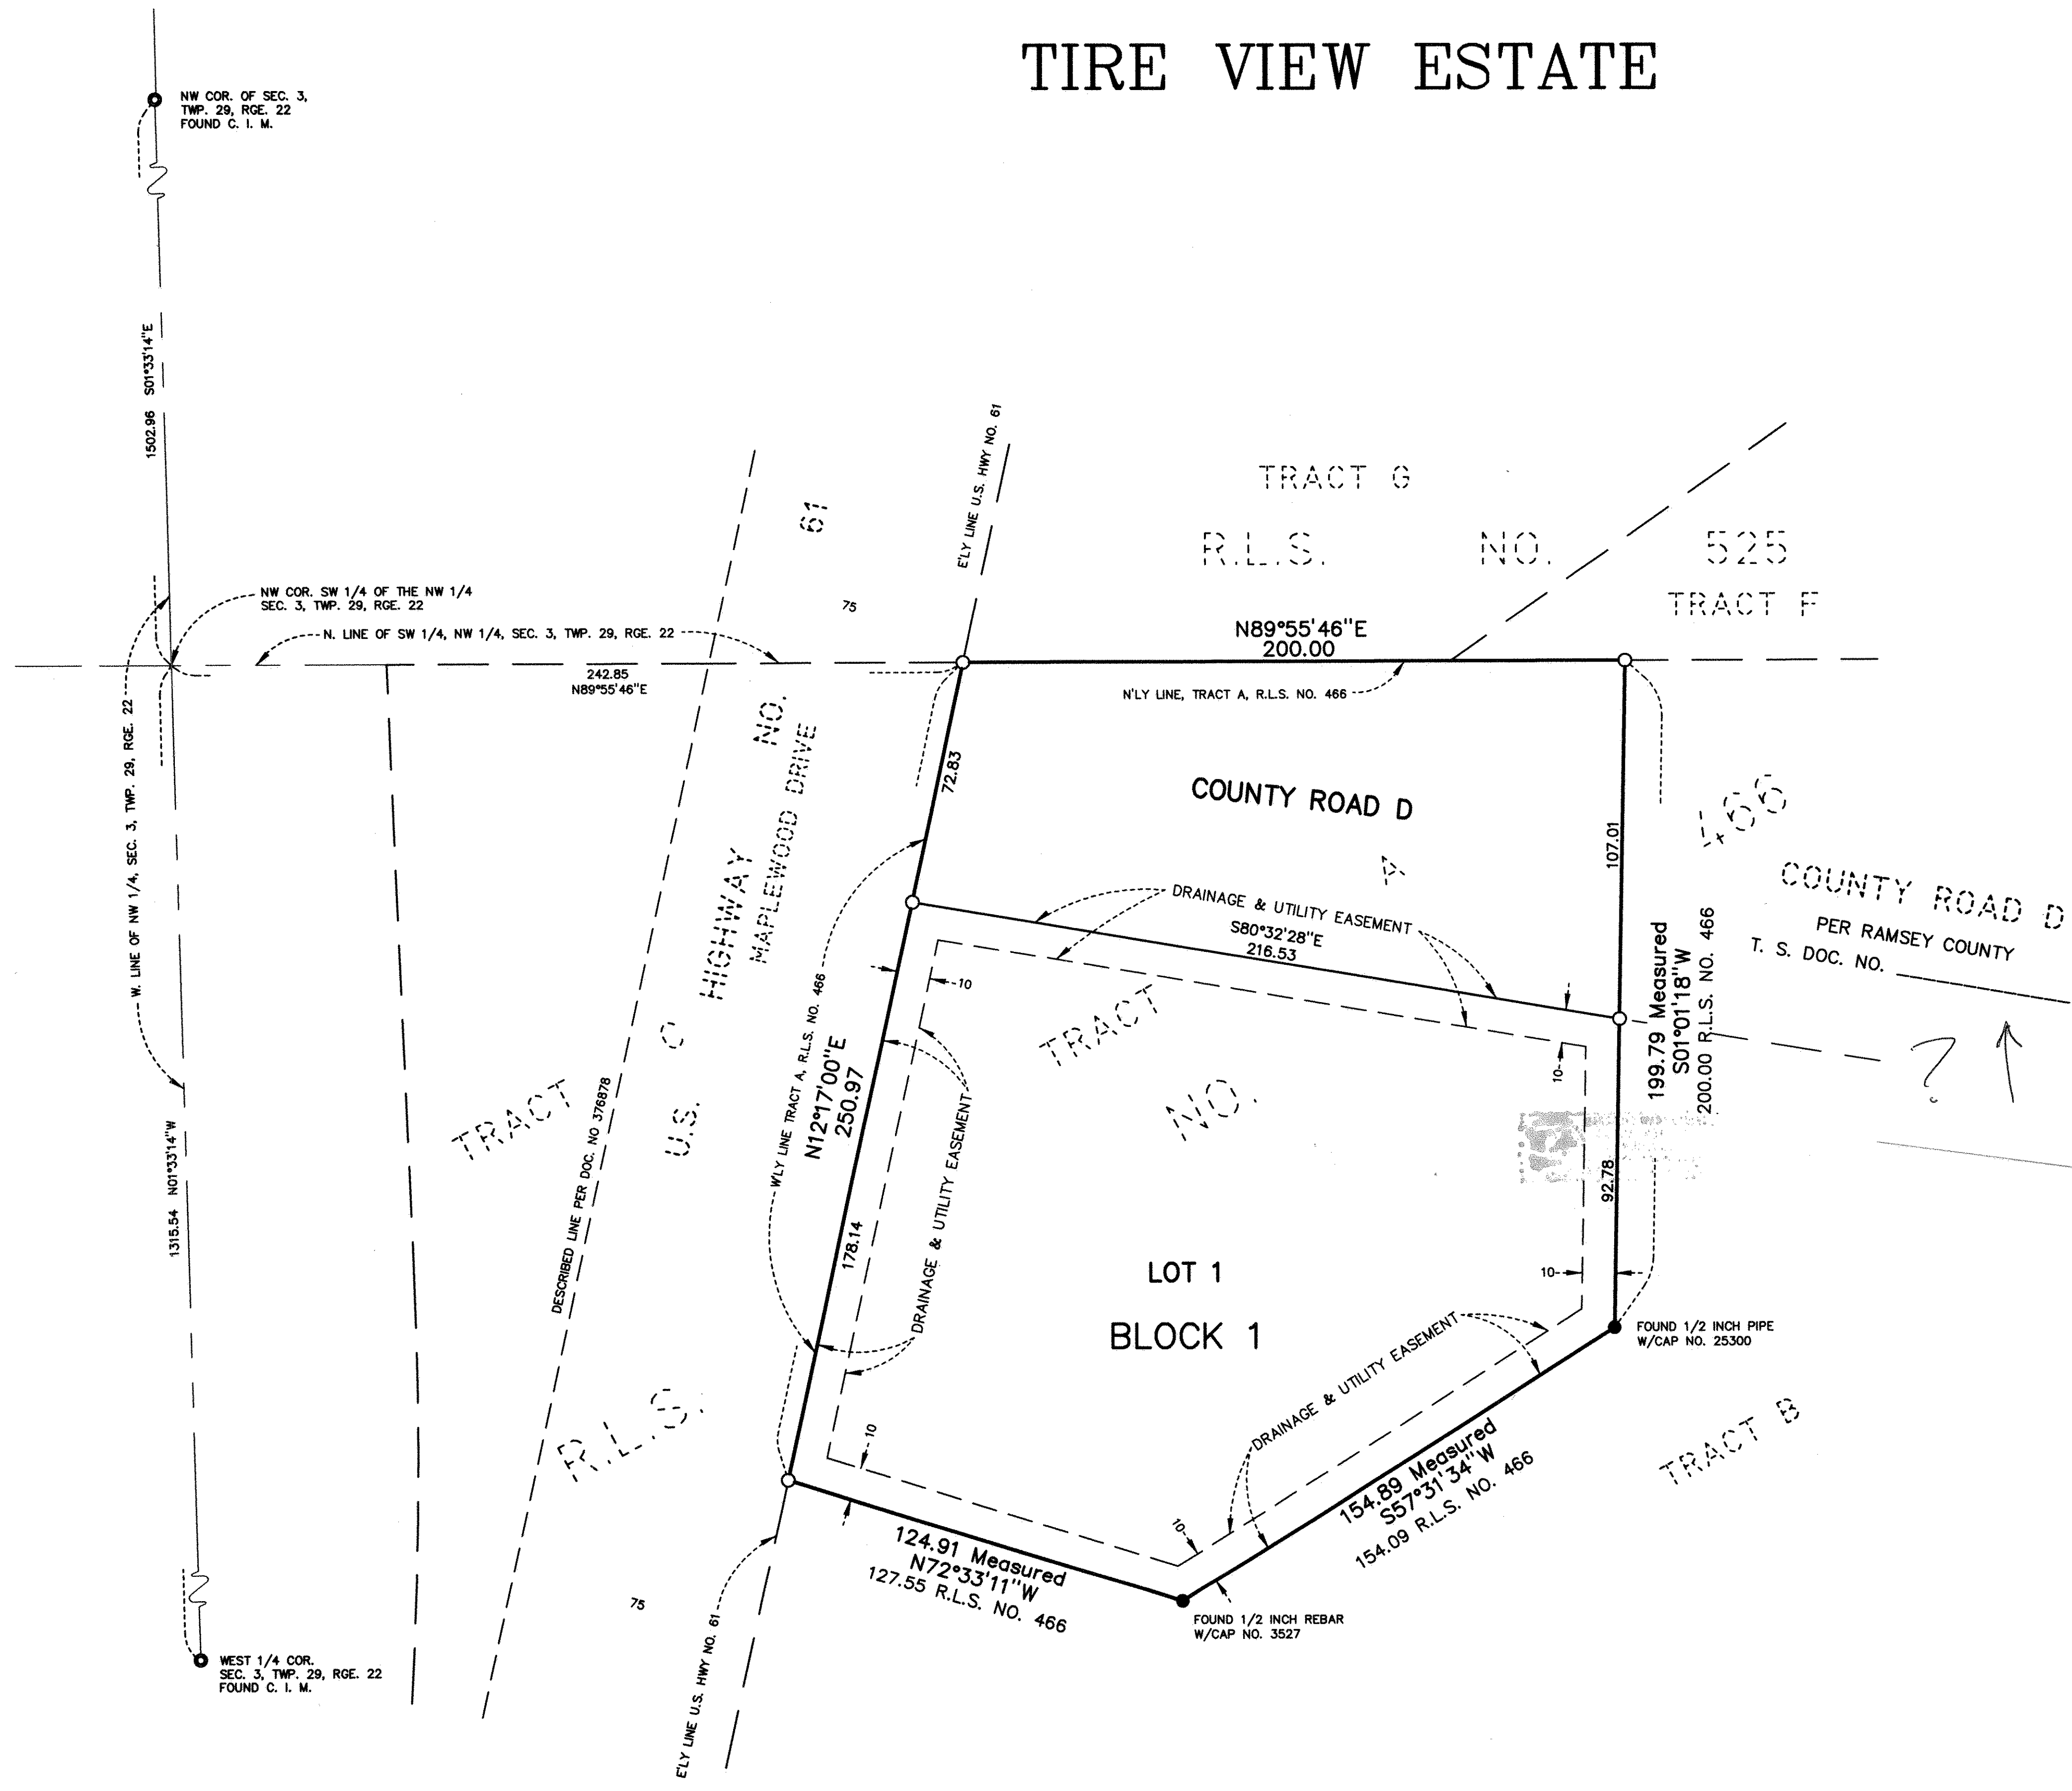 TIRE VIEW ESTATE
NW COR. OF SEC. 3,
TWP. 29, RGE. 22
FOUND C. I. M.
1502.96 S01°33'14"E
NW COR. SW 1/4 OF THE NW 1/4
SEC. 3, TWP. 29, RGE. 22
N. LINE OF SW 1/4, NW 1/4, SEC. 3, TWP. 29, RGE. 22
242.85
N89°55'46"E
W. LINE OF NW 1/4, SEC. 3, TWP. 29, RGE. 22
1315.54 N01°33'14"W
WEST 1/4 COR.
SEC. 3, TWP. 29, RGE. 22
FOUND C. I. M.
61
75
E'LY LINE U.S. HWY NO. 61
TRACT G
R.L.S. NO. 525
TRACT F
N89°55'46"E
200.00
N'LY LINE, TRACT A, R.L.S. NO. 466
72.83
COUNTY ROAD D
107.01
466
COUNTY ROAD D
PER RAMSEY COUNTY
T. S. DOC. NO.
?
A
DRAINAGE & UTILITY EASEMENT
S80°32'28"E
216.53
199.79 Measured
S01°01'18"W
200.00 R.L.S. NO. 466
U.S. HIGHWAY NO.
MAPLEWOOD DRIVE
W'LY LINE TRACT A, R.L.S. NO. 466
N12°17'00"E
250.97
178.14
10
DRAINAGE & UTILITY EASEMENT
TRACT
NO.
10
92.78
10
TRACT C
DESCRIBED LINE PER DOC. NO 376878
R.L.S.
LOT 1
BLOCK 1
FOUND 1/2 INCH PIPE
W/CAP NO. 25300
DRAINAGE & UTILITY EASEMENT
TRACT B
10
10
154.89 Measured
S57°31'34"W
154.09 R.L.S. NO. 466
124.91 Measured
N72°33'11"W
127.55 R.L.S. NO. 466
FOUND 1/2 INCH REBAR
W/CAP NO. 3527
75
E'LY LINE U.S. HWY NO. 61